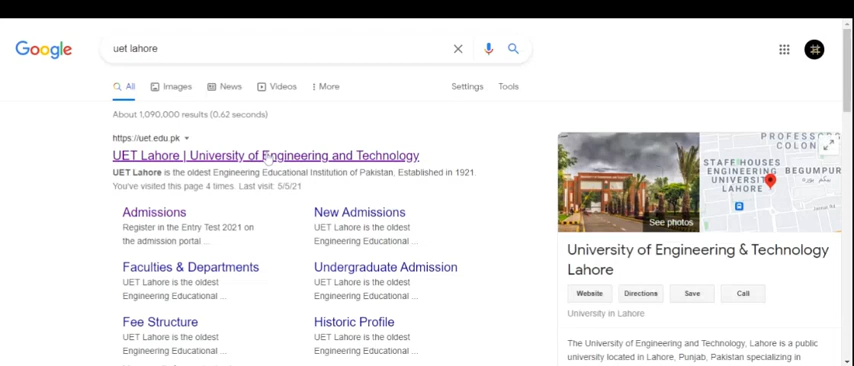 Google
uet lahore
All Images News Videos More Settings Tools
About 1,090,000 results (0.62 seconds)
https://uet.edu.pk
UET Lahore | University of Engineering and Technology
UET Lahore is the oldest Engineering Educational Institution of Pakistan, Established in 1921.
You've visited this page 4 times. Last visit: 5/5/21
Admissions
Register in the Entry Test 2021 on
the admission portal ...
New Admissions
UET Lahore is the oldest
Engineering Educational ...
Faculties & Departments
UET Lahore is the oldest
Engineering Educational ...
Undergraduate Admission
UET Lahore is the oldest
Engineering Educational ...
Fee Structure
UET Lahore is the oldest
Engineering Educational ...
Historic Profile
UET Lahore is the oldest
Engineering Educational ...
See photos
PROFESSORS
COLON
STAFF HOUSES
ENGINEERING
UNIVERSITY
LAHORE
BEGUMPUR
University of Engineering & Technology
Lahore
Website Directions Save Call
University in Lahore
The University of Engineering and Technology, Lahore is a public
university located in Lahore, Punjab, Pakistan specializing in